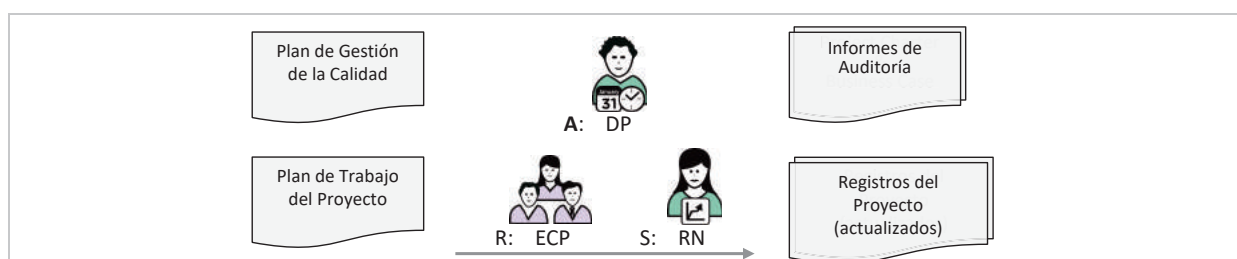 Plan de Gestión
de la Calidad
31
A: DP
Informes de
Auditoría
Plan de Trabajo
del Proyecto
R: ECP
S: RN
Registros del
Proyecto
(actualizados)